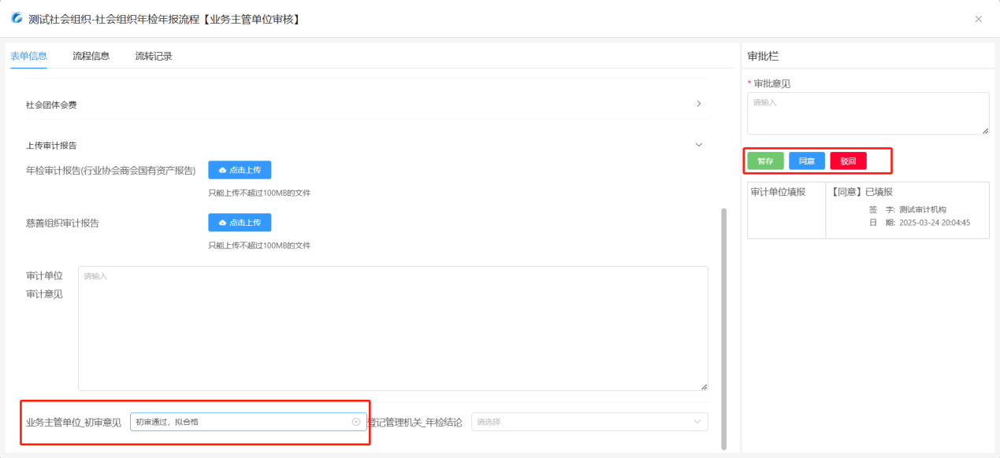 测试社会组织-社会组织年检年报流程【业务主管单位审核】
表单信息 流程信息 流转记录
社会团体会费
上传审计报告
年检审计报告(行业协会商会国有资产报告) 点击上传
只能上传不超过100MB的文件
慈善组织审计报告 点击上传
只能上传不超过100MB的文件
审计单位
审计意见
请输入
业务主管单位_初审意见 初审通过，拟合格 登记管理机关_年检结论 请选择
审批栏
* 审批意见
请输入
暂存 同意 驳回
审计单位填报 【同意】已填报
签 字: 测试审计机构
日 期: 2025-03-24 20:04:45